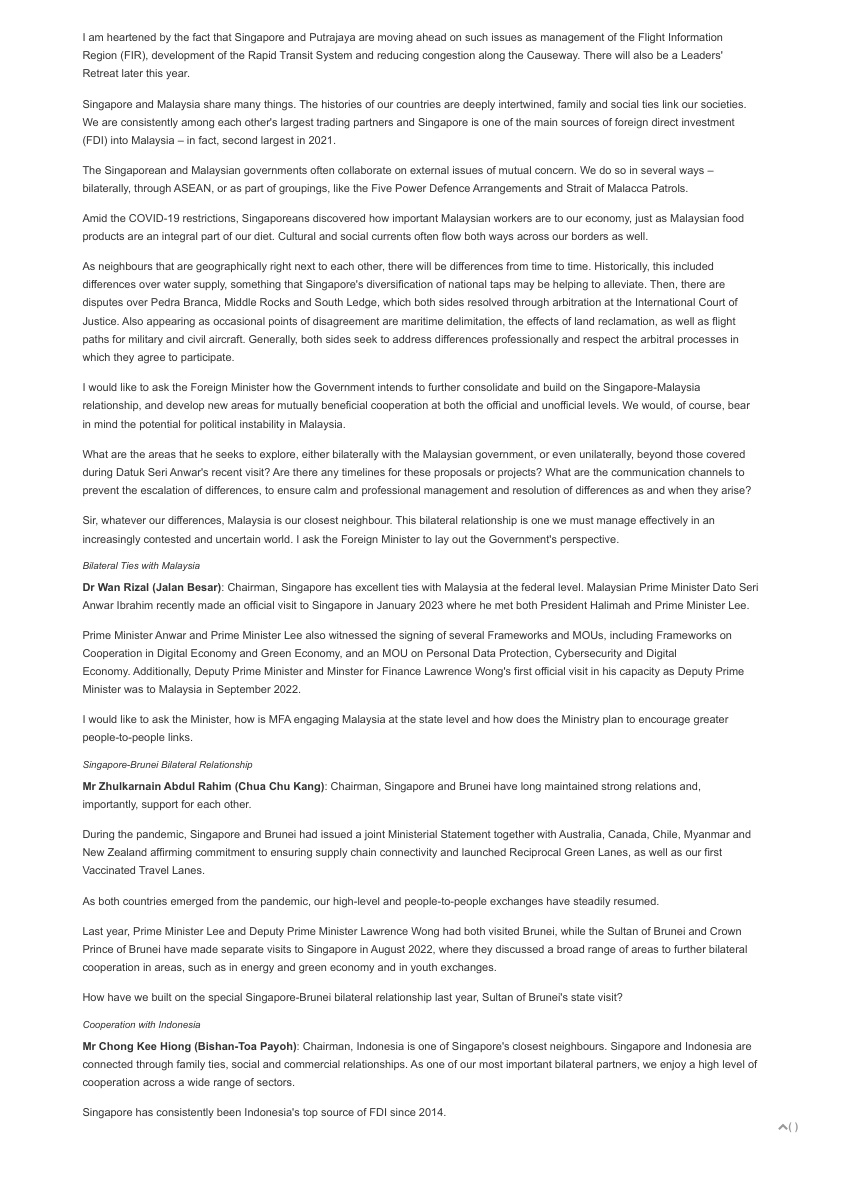 I am heartened by the fact that Singapore and Putrajaya are moving ahead on such issues as management of the Flight Information
Region (FIR), development of the Rapid Transit System and reducing congestion along the Causeway. There will also be a Leaders'
Retreat later this year.
Singapore and Malaysia share many things. The histories of our countries are deeply intertwined, family and social ties link our societies.
We are consistently among each other's largest trading partners and Singapore is one of the main sources of foreign direct investment
(FDI) into Malaysia – in fact, second largest in 2021.
The Singaporean and Malaysian governments often collaborate on external issues of mutual concern. We do so in several ways –
bilaterally, through ASEAN, or as part of groupings, like the Five Power Defence Arrangements and Strait of Malacca Patrols.
Amid the COVID-19 restrictions, Singaporeans discovered how important Malaysian workers are to our economy, just as Malaysian food
products are an integral part of our diet. Cultural and social currents often flow both ways across our borders as well.
As neighbours that are geographically right next to each other, there will be differences from time to time. Historically, this included
differences over water supply, something that Singapore's diversification of national taps may be helping to alleviate. Then, there are
disputes over Pedra Branca, Middle Rocks and South Ledge, which both sides resolved through arbitration at the International Court of
Justice. Also appearing as occasional points of disagreement are maritime delimitation, the effects of land reclamation, as well as flight
paths for military and civil aircraft. Generally, both sides seek to address differences professionally and respect the arbitral processes in
which they agree to participate.
I would like to ask the Foreign Minister how the Government intends to further consolidate and build on the Singapore-Malaysia
relationship, and develop new areas for mutually beneficial cooperation at both the official and unofficial levels. We would, of course, bear
in mind the potential for political instability in Malaysia.
What are the areas that he seeks to explore, either bilaterally with the Malaysian government, or even unilaterally, beyond those covered
during Datuk Seri Anwar's recent visit? Are there any timelines for these proposals or projects? What are the communication channels to
prevent the escalation of differences, to ensure calm and professional management and resolution of differences as and when they arise?
Sir, whatever our differences, Malaysia is our closest neighbour. This bilateral relationship is one we must manage effectively in an
increasingly contested and uncertain world. I ask the Foreign Minister to lay out the Government's perspective.
Bilateral Ties with Malaysia
Dr Wan Rizal (Jalan Besar): Chairman, Singapore has excellent ties with Malaysia at the federal level. Malaysian Prime Minister Dato Seri
Anwar Ibrahim recently made an official visit to Singapore in January 2023 where he met both President Halimah and Prime Minister Lee.
Prime Minister Anwar and Prime Minister Lee also witnessed the signing of several Frameworks and MOUs, including Frameworks on
Cooperation in Digital Economy and Green Economy, and an MOU on Personal Data Protection, Cybersecurity and Digital
Economy. Additionally, Deputy Prime Minister and Minster for Finance Lawrence Wong's first official visit in his capacity as Deputy Prime
Minister was to Malaysia in September 2022.
I would like to ask the Minister, how is MFA engaging Malaysia at the state level and how does the Ministry plan to encourage greater
people-to-people links.
Singapore-Brunei Bilateral Relationship
Mr Zhulkarnain Abdul Rahim (Chua Chu Kang): Chairman, Singapore and Brunei have long maintained strong relations and,
importantly, support for each other.
During the pandemic, Singapore and Brunei had issued a joint Ministerial Statement together with Australia, Canada, Chile, Myanmar and
New Zealand affirming commitment to ensuring supply chain connectivity and launched Reciprocal Green Lanes, as well as our first
Vaccinated Travel Lanes.
As both countries emerged from the pandemic, our high-level and people-to-people exchanges have steadily resumed.
Last year, Prime Minister Lee and Deputy Prime Minister Lawrence Wong had both visited Brunei, while the Sultan of Brunei and Crown
Prince of Brunei have made separate visits to Singapore in August 2022, where they discussed a broad range of areas to further bilateral
cooperation in areas, such as in energy and green economy and in youth exchanges.
How have we built on the special Singapore-Brunei bilateral relationship last year, Sultan of Brunei's state visit?
Cooperation with Indonesia
Mr Chong Kee Hiong (Bishan-Toa Payoh): Chairman, Indonesia is one of Singapore's closest neighbours. Singapore and Indonesia are
connected through family ties, social and commercial relationships. As one of our most important bilateral partners, we enjoy a high level of
cooperation across a wide range of sectors.
Singapore has consistently been Indonesia's top source of FDI since 2014.
( )